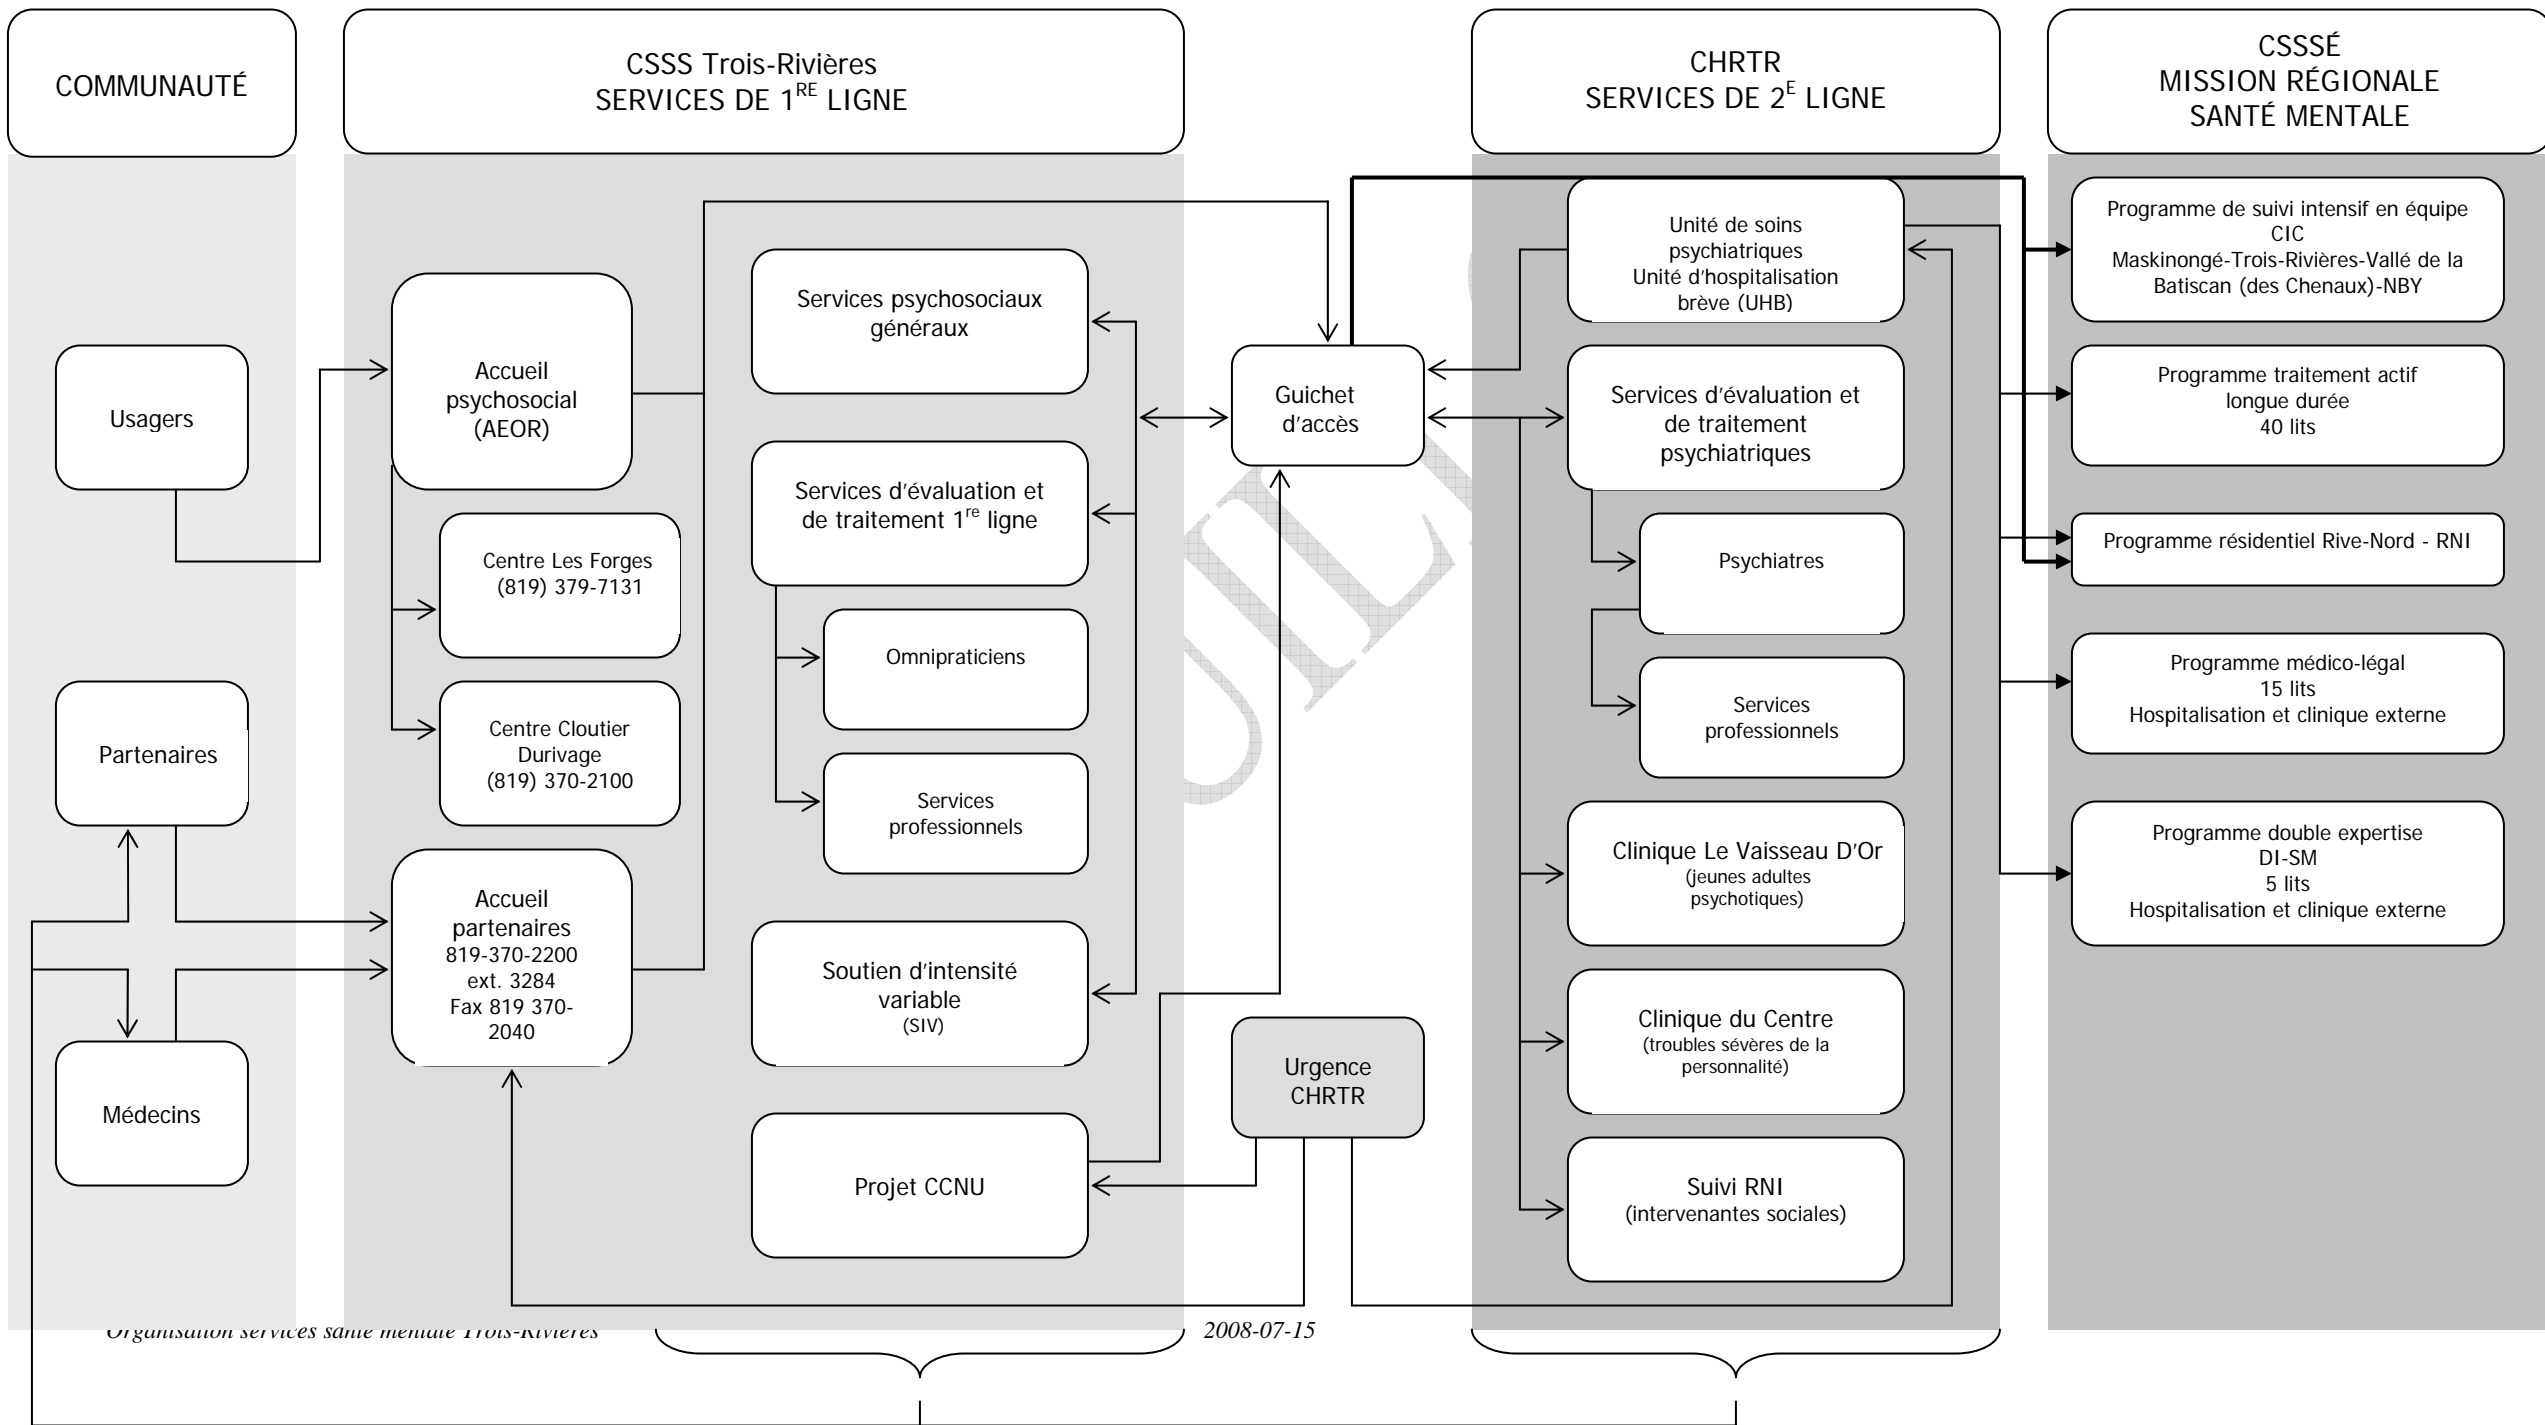 COMMUNAUTÉ
CSSS Trois-Rivières
SERVICES DE 1RE LIGNE
CHRTR
SERVICES DE 2E LIGNE
CSSSÉ
MISSION RÉGIONALE
SANTÉ MENTALE
Usagers
Partenaires
Médecins
Accueil
psychosocial
(AEOR)
Centre Les Forges
(819) 379-7131
Centre Cloutier
Durivage
(819) 370-2100
Accueil
partenaires
819-370-2200
ext. 3284
Fax 819 370-
2040
Services psychosociaux
généraux
Services d'évaluation et
de traitement 1re ligne
Omnipraticiens
Services
professionnels
Soutien d'intensité
variable
(SIV)
Projet CCNU
Guichet
d'accès
Urgence
CHRTR
Unité de soins
psychiatriques
Unité d'hospitalisation
brève (UHB)
Services d'évaluation et
de traitement
psychiatriques
Psychiatres
Services
professionnels
Clinique Le Vaisseau D'Or
(jeunes adultes
psychotiques)
Clinique du Centre
(troubles sévères de la
personnalité)
Suivi RNI
(intervenantes sociales)
Programme de suivi intensif en équipe
CIC
Maskinongé-Trois-Rivières-Vallé de la
Batiscan (des Chenaux)-NBY
Programme traitement actif
longue durée
40 lits
Programme résidentiel Rive-Nord - RNI
Programme médico-légal
15 lits
Hospitalisation et clinique externe
Programme double expertise
DI-SM
5 lits
Hospitalisation et clinique externe
Organisation services santé mentale Trois-Rivières
2008-07-15